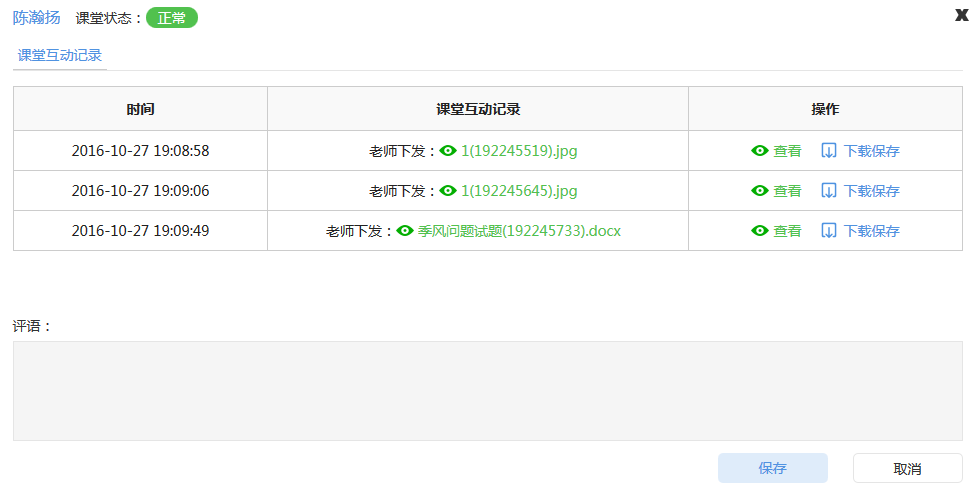 陈瀚扬 课堂状态：正常
课堂互动记录
时间 课堂互动记录 操作
2016-10-27 19:08:58 老师下发：1(192245519).jpg 查看 下载保存
2016-10-27 19:09:06 老师下发：1(192245645).jpg 查看 下载保存
2016-10-27 19:09:49 老师下发：季风问题试题(192245733).docx 查看 下载保存
评语：
保存 取消